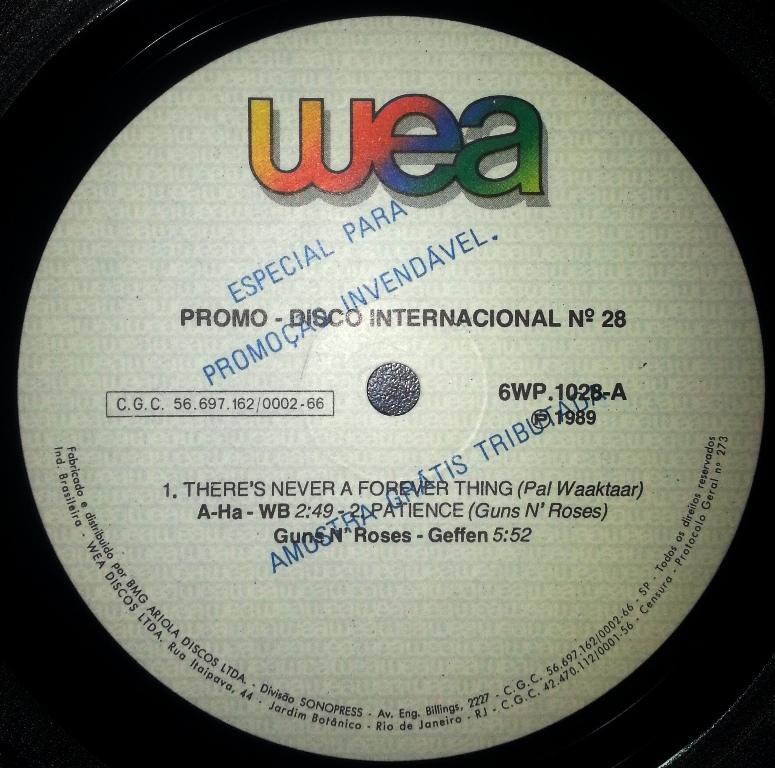 wea
ESPECIAL PARA
PROMOÇÃO INVENDÁVEL.
PROMO - DISCO INTERNACIONAL Nº 28
C.G.C. 56.697.162/0002-66
6WP.1028-A
Ⓟ 1989
AMOSTRA GRÁTIS TRIBUTADA
1. THERE'S NEVER A FOREVER THING (Pal Waaktaar)
A-Ha - WB 2:49 - 2. PATIENCE (Guns N' Roses)
Guns N' Roses - Geffen 5:52
Fabricado e distribuido por BMG ARIOLA DISCOS LTDA. - Divisão SONOPRESS - Av. Eng. Billings, 2227 - C.G.C. 56.697.162/0002-66 - SP - Todos os direitos reservados
Ind. Brasileira - WEA DISCOS LTDA. Rua Itaipava, 44 - Jardim Botânico - Rio de Janeiro - RJ - C.G.C. 42.470.112/0001-56 - Censura - Protocolo Geral nº 273